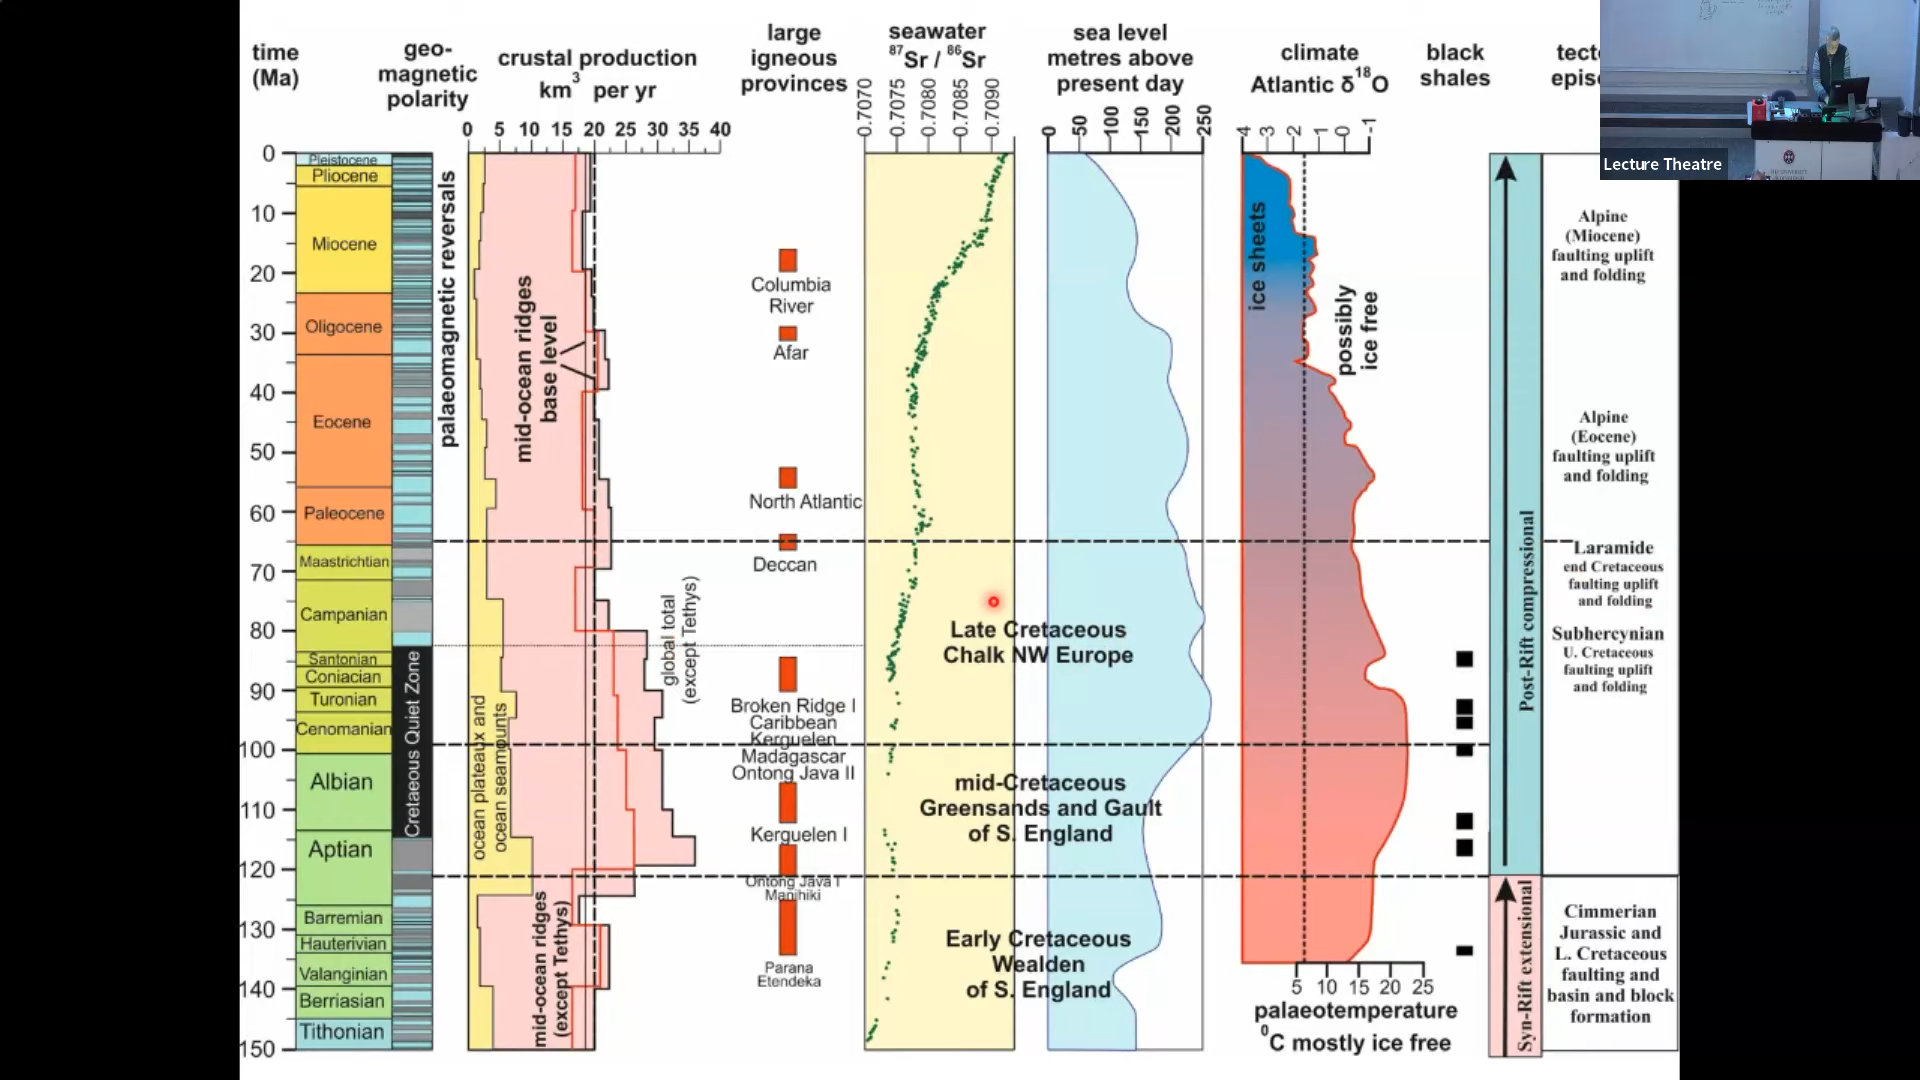 time
(Ma)
geo-
magnetic
polarity
crustal production
km3 per yr
large
igneous
provinces
seawater
87Sr / 86Sr
sea level
metres above
present day
climate
Atlantic δ18O
black
shales
Lecture Theatre
0 5 10 15 20 25 30 35 40
0.7070 0.7075 0.7080 0.7085 0.7090
0 50 100 150 200 250
4 3 2 1 0 -1
0
10
20
30
40
50
60
70
80
90
100
110
120
130
140
150
Pleistocene
Pliocene
Miocene
Oligocene
Eocene
Paleocene
Maastrichtian
Campanian
Santonian
Coniacian
Turonian
Cenomanian
Albian
Aptian
Barremian
Hauterivian
Valanginian
Berriasian
Tithonian
Cretaeous Quiet Zone
palaeomagnetic reversals
mid-ocean ridges
base level
ocean plateaux and
ocean seamounts
mid-ocean ridges
(except Tethys)
global total
(except Tethys)
Columbia
River
Afar
North Atlantic
Deccan
Broken Ridge I
Caribbean
Kerguelen
Madagascar
Ontong Java II
Kerguelen I
Ontong Java I
Manihiki
Parana
Etendeka
Late Cretaceous
Chalk NW Europe
mid-Cretaceous
Greensands and Gault
of S. England
Early Cretaceous
Wealden
of S. England
ice sheets
possibly
ice free
5 10 15 20 25
palaeotemperature
0C mostly ice free
Post-Rift compressional
Syn-Rift extensional
Alpine
(Miocene)
faulting uplift
and folding
Alpine
(Eocene)
faulting uplift
and folding
Laramide
end Cretaceous
faulting uplift
and folding
Subhercynian
U. Cretaceous
faulting uplift
and folding
Cimmerian
Jurassic and
L. Cretaceous
faulting and
basin and block
formation